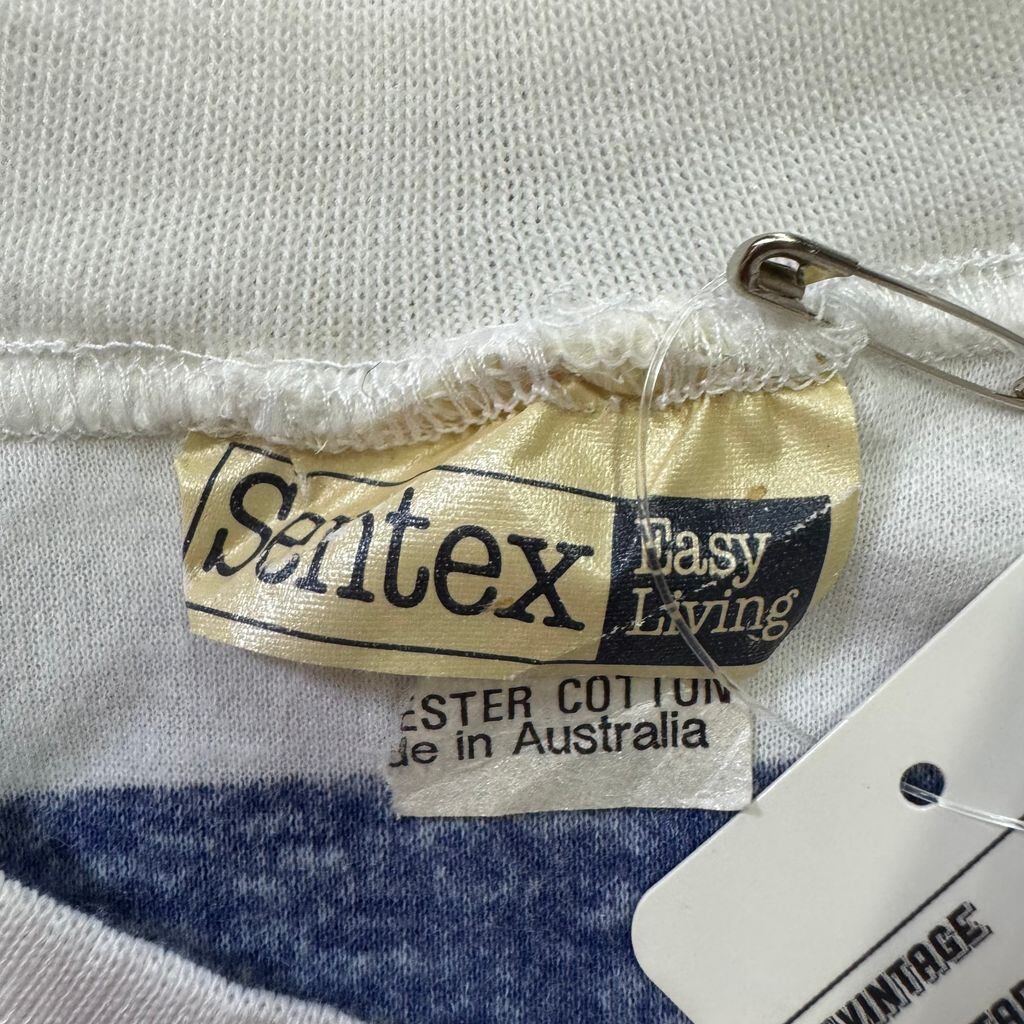 Sentex
Easy
Living
ESTER COTTON
de in Australia
VINTAGE